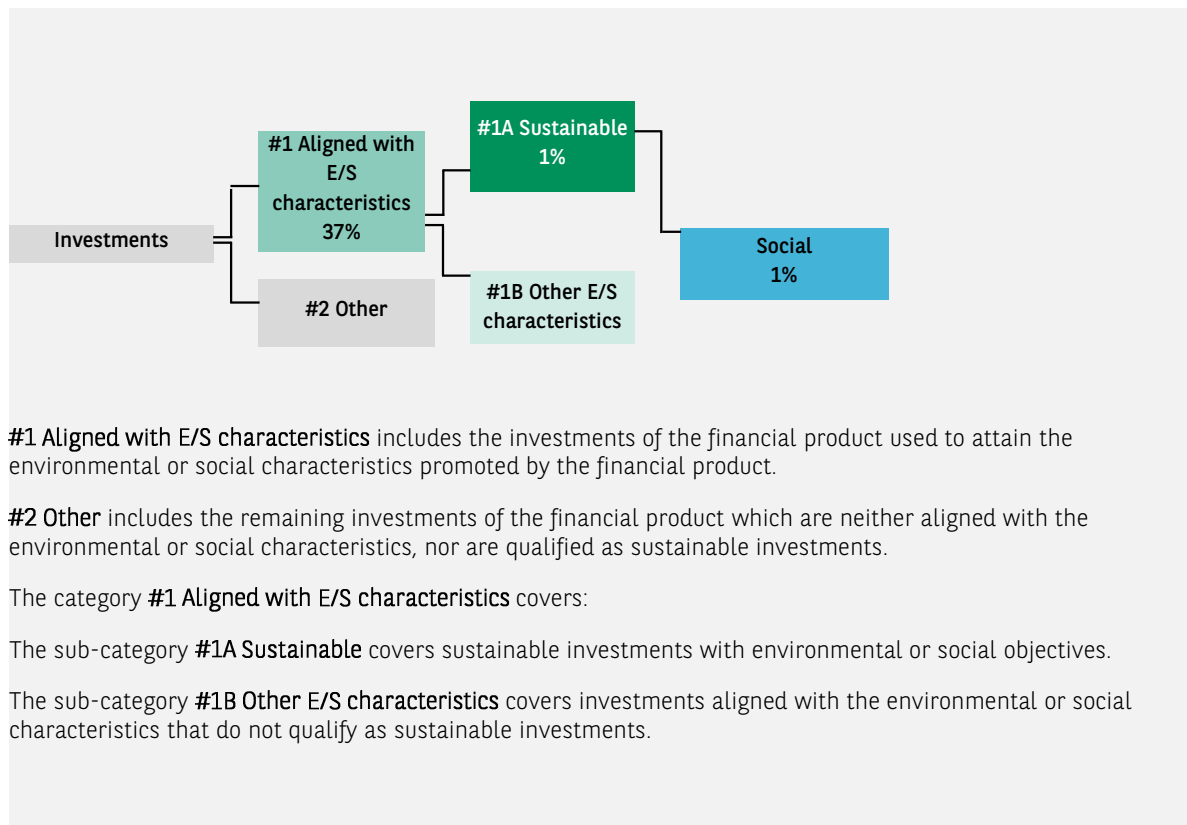 #1A Sustainable
1%
#1 Aligned with
E/S
characteristics
37%
Investments
Social
1%
#2 Other
#1B Other E/S
characteristics
#1 Aligned with E/S characteristics includes the investments of the financial product used to attain the
environmental or social characteristics promoted by the financial product.
#2 Other includes the remaining investments of the financial product which are neither aligned with the
environmental or social characteristics, nor are qualified as sustainable investments.
The category #1 Aligned with E/S characteristics covers:
The sub-category #1A Sustainable covers sustainable investments with environmental or social objectives.
The sub-category #1B Other E/S characteristics covers investments aligned with the environmental or social
characteristics that do not qualify as sustainable investments.